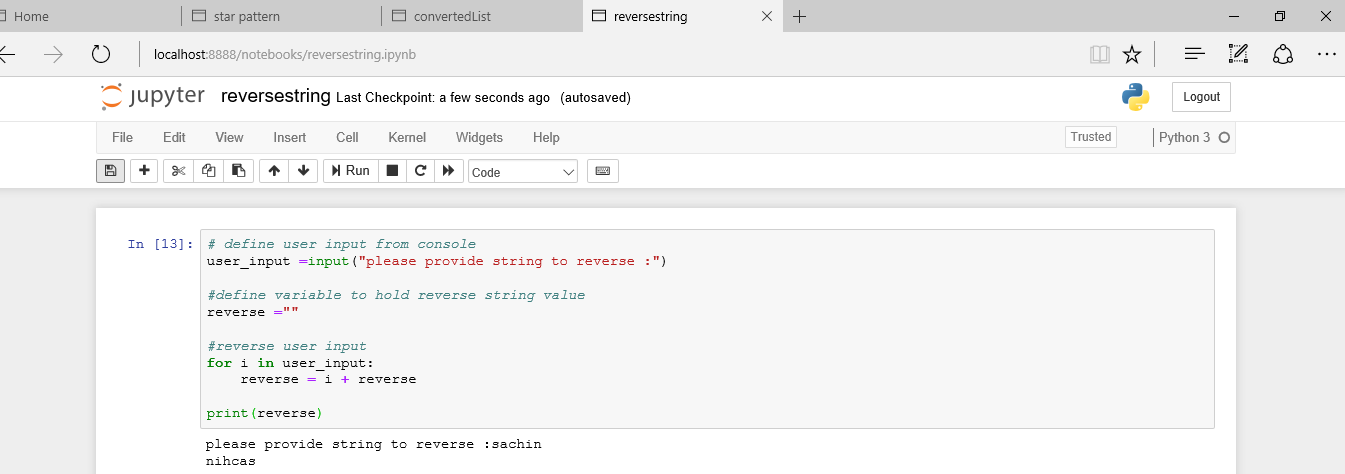 Home star pattern convertedList reversestring
localhost:8888/notebooks/reversestring.ipynb
jupyter reversestring Last Checkpoint: a few seconds ago (autosaved)
Logout
File Edit View Insert Cell Kernel Widgets Help Trusted Python 3
Run Code
In [13]: # define user input from console
user_input =input("please provide string to reverse :")
#define variable to hold reverse string value
reverse =""
#reverse user input
for i in user_input:
    reverse = i + reverse
print(reverse)
please provide string to reverse :sachin
nihcas